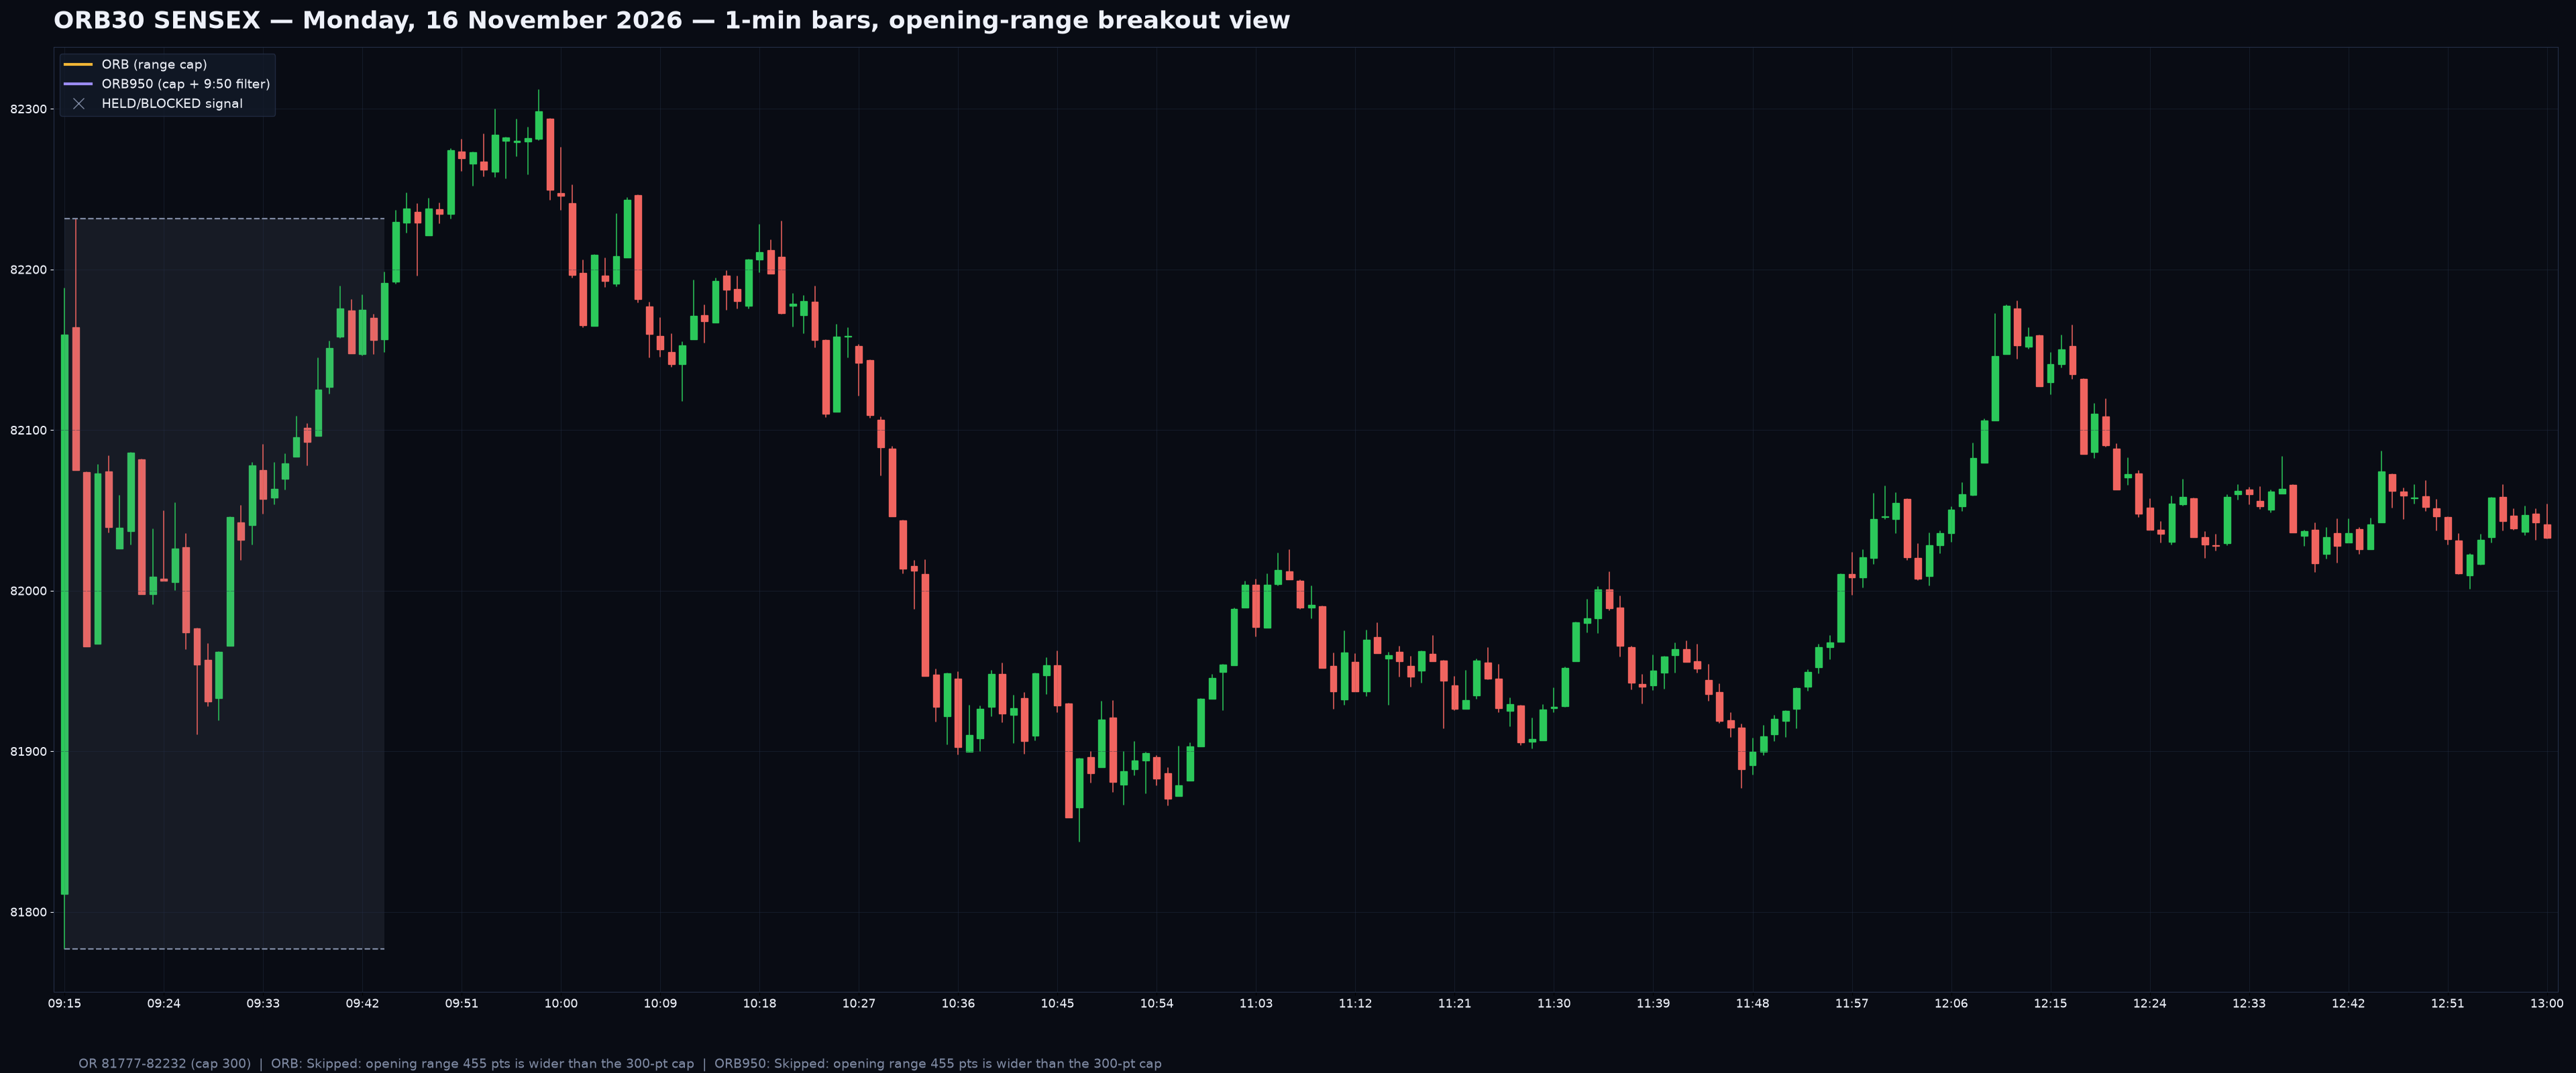 ORB30 SENSEX — Monday, 16 November 2026 — 1-min bars, opening-range breakout view
ORB (range cap)
ORB950 (cap + 9:50 filter)
HELD/BLOCKED signal
82300
82200
82100
82000
81900
81800
09:15 09:24 09:33 09:42 09:51 10:00 10:09 10:18 10:27 10:36 10:45 10:54 11:03 11:12 11:21 11:30 11:39 11:48 11:57 12:06 12:15 12:24 12:33 12:42 12:51 13:00
OR 81777-82232 (cap 300) | ORB: Skipped: opening range 455 pts is wider than the 300-pt cap | ORB950: Skipped: opening range 455 pts is wider than the 300-pt cap